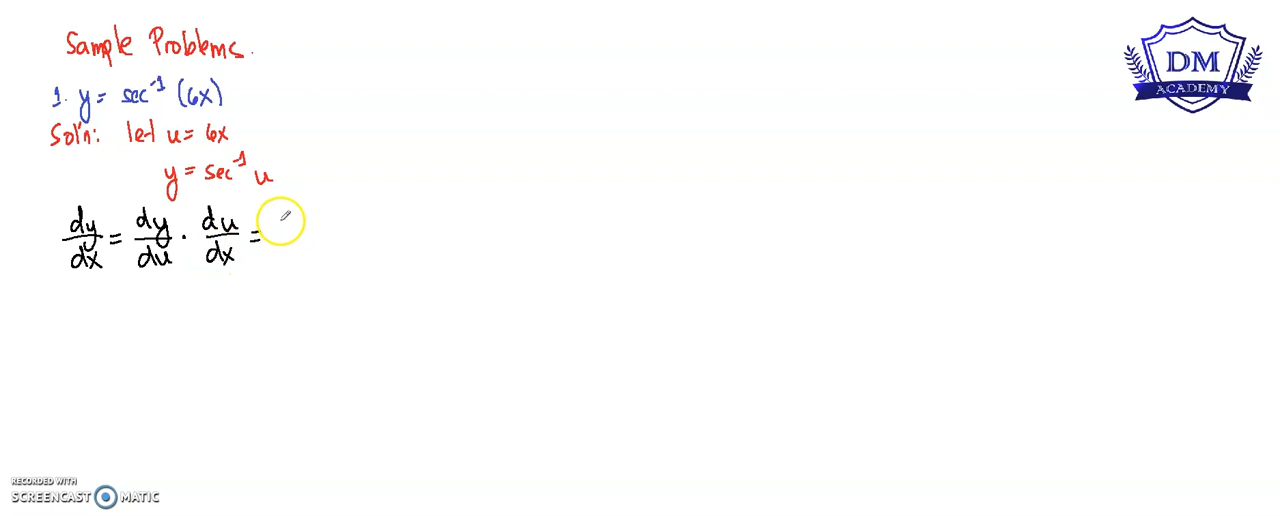 Sample Problems.
DM
ACADEMY
1. y = sec⁻¹ (6x)
Sol'n: let u = 6x
y = sec⁻¹ u
dy/dx = dy/du · du/dx =
RECORDED WITH
SCREENCAST MATIC